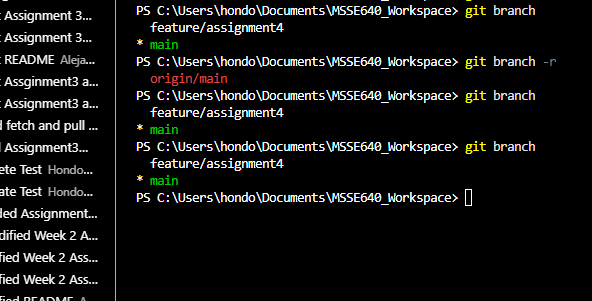 Assignment 3...
Assignment 3...
README Aleja...
Assginment3 a...
Assignment3 a...
fetch and pull ...
Assignment3...
ete Test Hondo...
ate Test Hondo...
ded Assignment...
dified Week 2 A...
ified Week 2 Ass...
ified Week 2 Ass...
ified README A...
PS C:\Users\hondo\Documents\MSSE640_Workspace> git branch
feature/assignment4
* main
PS C:\Users\hondo\Documents\MSSE640_Workspace> git branch -r
origin/main
PS C:\Users\hondo\Documents\MSSE640_Workspace> git branch
feature/assignment4
* main
PS C:\Users\hondo\Documents\MSSE640_Workspace> git branch
feature/assignment4
* main
PS C:\Users\hondo\Documents\MSSE640_Workspace>